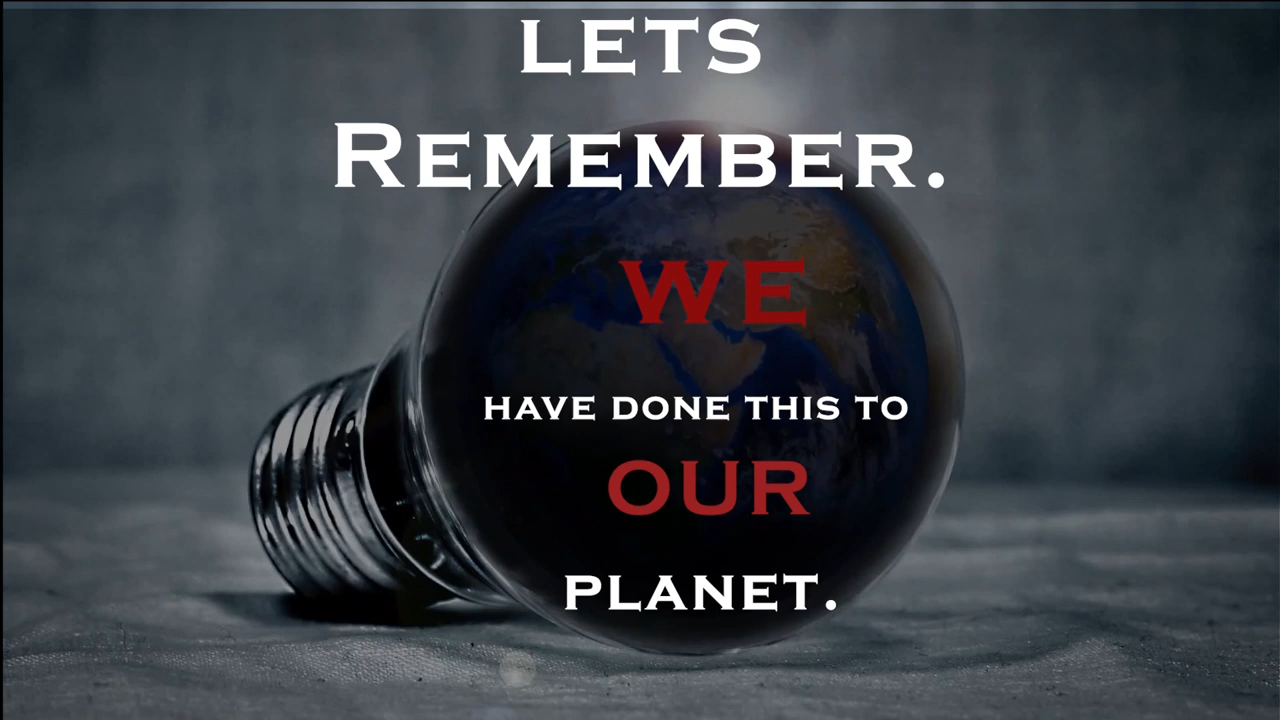 LETS
REMEMBER.
WE
HAVE DONE THIS TO
OUR
PLANET.